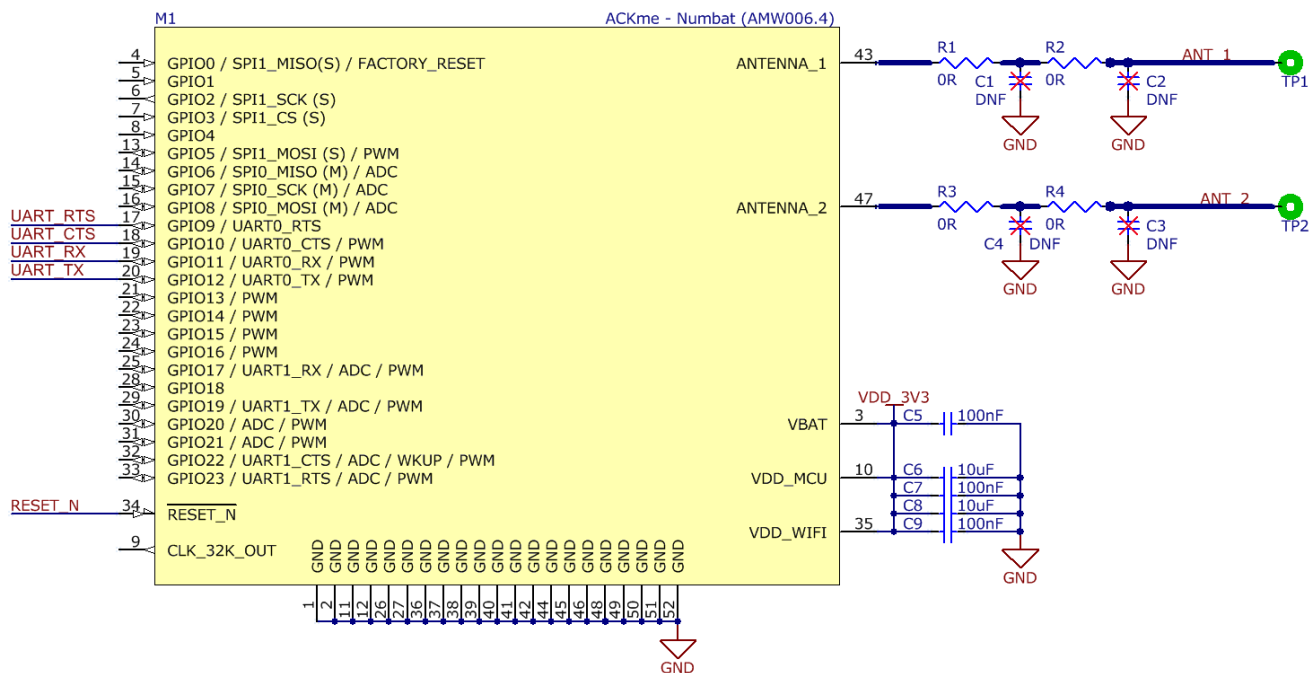 M1 ACKme - Numbat (AMW006.4)
4 GPIO0 / SPI1_MISO(S) / FACTORY_RESET
5 GPIO1
6 GPIO2 / SPI1_SCK (S)
7 GPIO3 / SPI1_CS (S)
8 GPIO4
13 GPIO5 / SPI1_MOSI (S) / PWM
14 GPIO6 / SPI0_MISO (M) / ADC
15 GPIO7 / SPI0_SCK (M) / ADC
16 GPIO8 / SPI0_MOSI (M) / ADC
UART_RTS 17 GPIO9 / UART0_RTS
UART_CTS 18 GPIO10 / UART0_CTS / PWM
UART_RX 19 GPIO11 / UART0_RX / PWM
UART_TX 20 GPIO12 / UART0_TX / PWM
21 GPIO13 / PWM
22 GPIO14 / PWM
23 GPIO15 / PWM
24 GPIO16 / PWM
25 GPIO17 / UART1_RX / ADC / PWM
28 GPIO18
29 GPIO19 / UART1_TX / ADC / PWM
30 GPIO20 / ADC / PWM
31 GPIO21 / ADC / PWM
32 GPIO22 / UART1_CTS / ADC / WKUP / PWM
33 GPIO23 / UART1_RTS / ADC / PWM
RESET_N 34 RESET_N
9 CLK_32K_OUT
GND GND GND GND GND GND GND GND GND GND GND GND GND GND GND GND GND GND GND GND GND
1 2 11 12 26 27 36 37 38 39 40 41 42 44 45 46 48 49 50 51 52
GND
ANTENNA_1 43 R1 R2 ANT_1
0R C1 0R C2 TP1
DNF DNF
GND GND
ANTENNA_2 47 R3 R4 ANT_2
0R C4 DNF 0R C3 TP2
DNF
GND GND
VDD_3V3
VBAT 3 C5 100nF
VDD_MCU 10 C6 10uF
C7 100nF
C8 10uF
VDD_WIFI 35 C9 100nF
GND